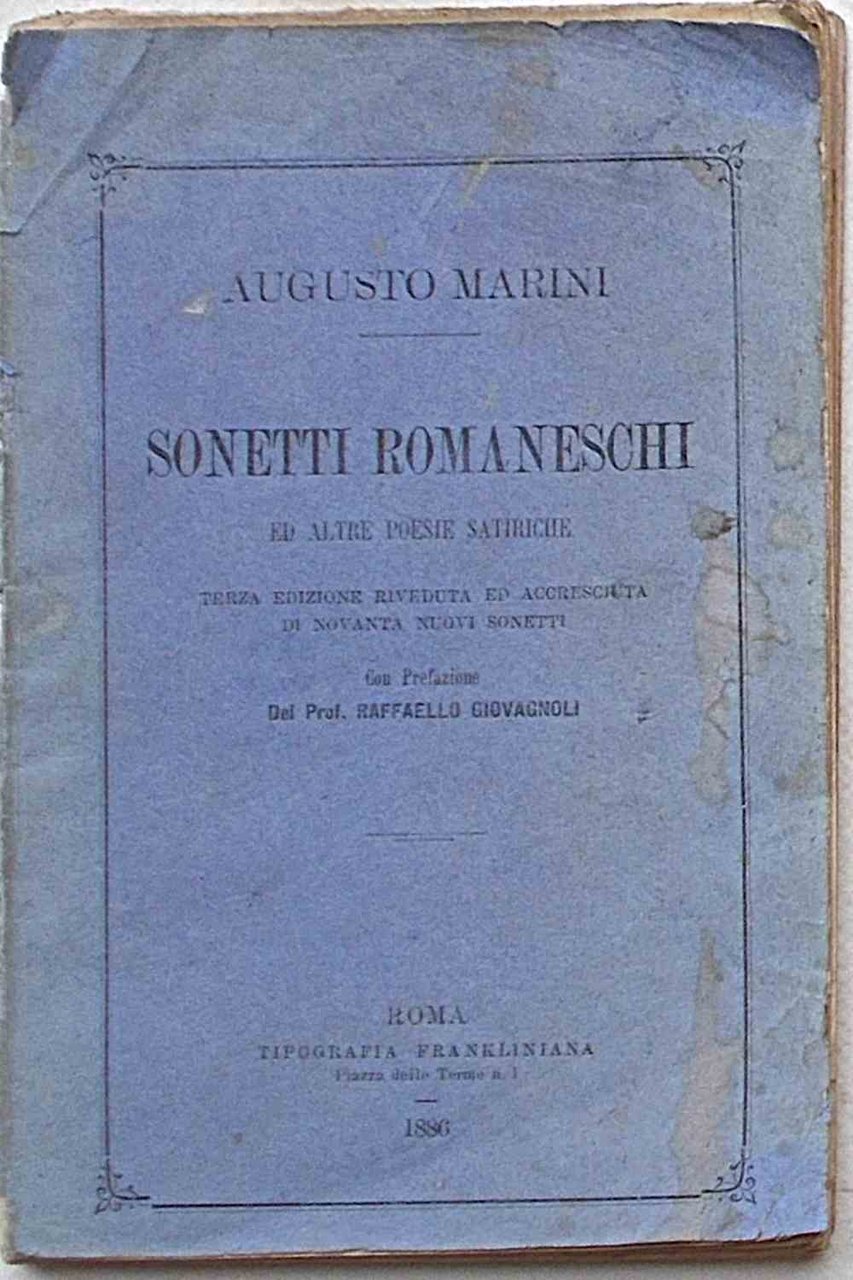 AUGUSTO MARINI
SONETTI ROMANESCHI
ED ALTRE POESIE SATIRICHE
TERZA EDIZIONE RIVEDUTA ED ACCRESCIUTA
DI NOVANTA NUOVI SONETTI
Con Prefazione
Del Prof. RAFFAELLO GIOVAGNOLI
ROMA
TIPOGRAFIA FRANKLINIANA
Piazza delle Terme n. 1
1886